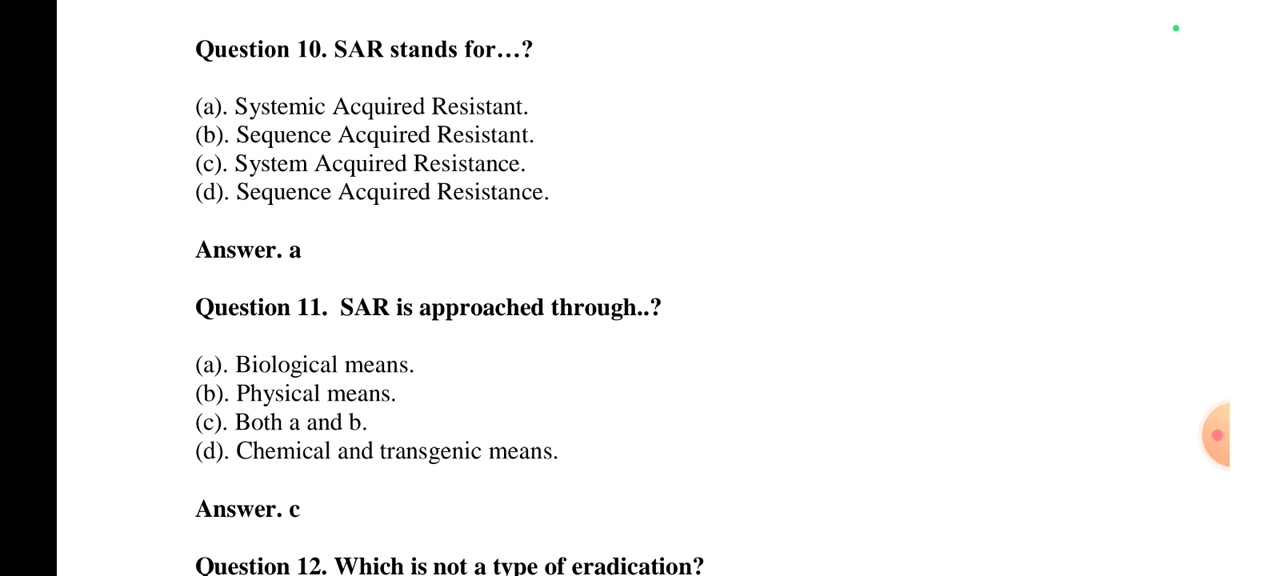 Question 10. SAR stands for…?
(a). Systemic Acquired Resistant.
(b). Sequence Acquired Resistant.
(c). System Acquired Resistance.
(d). Sequence Acquired Resistance.
Answer. a
Question 11.  SAR is approached through..?
(a). Biological means.
(b). Physical means.
(c). Both a and b.
(d). Chemical and transgenic means.
Answer. c
Question 12. Which is not a type of eradication?